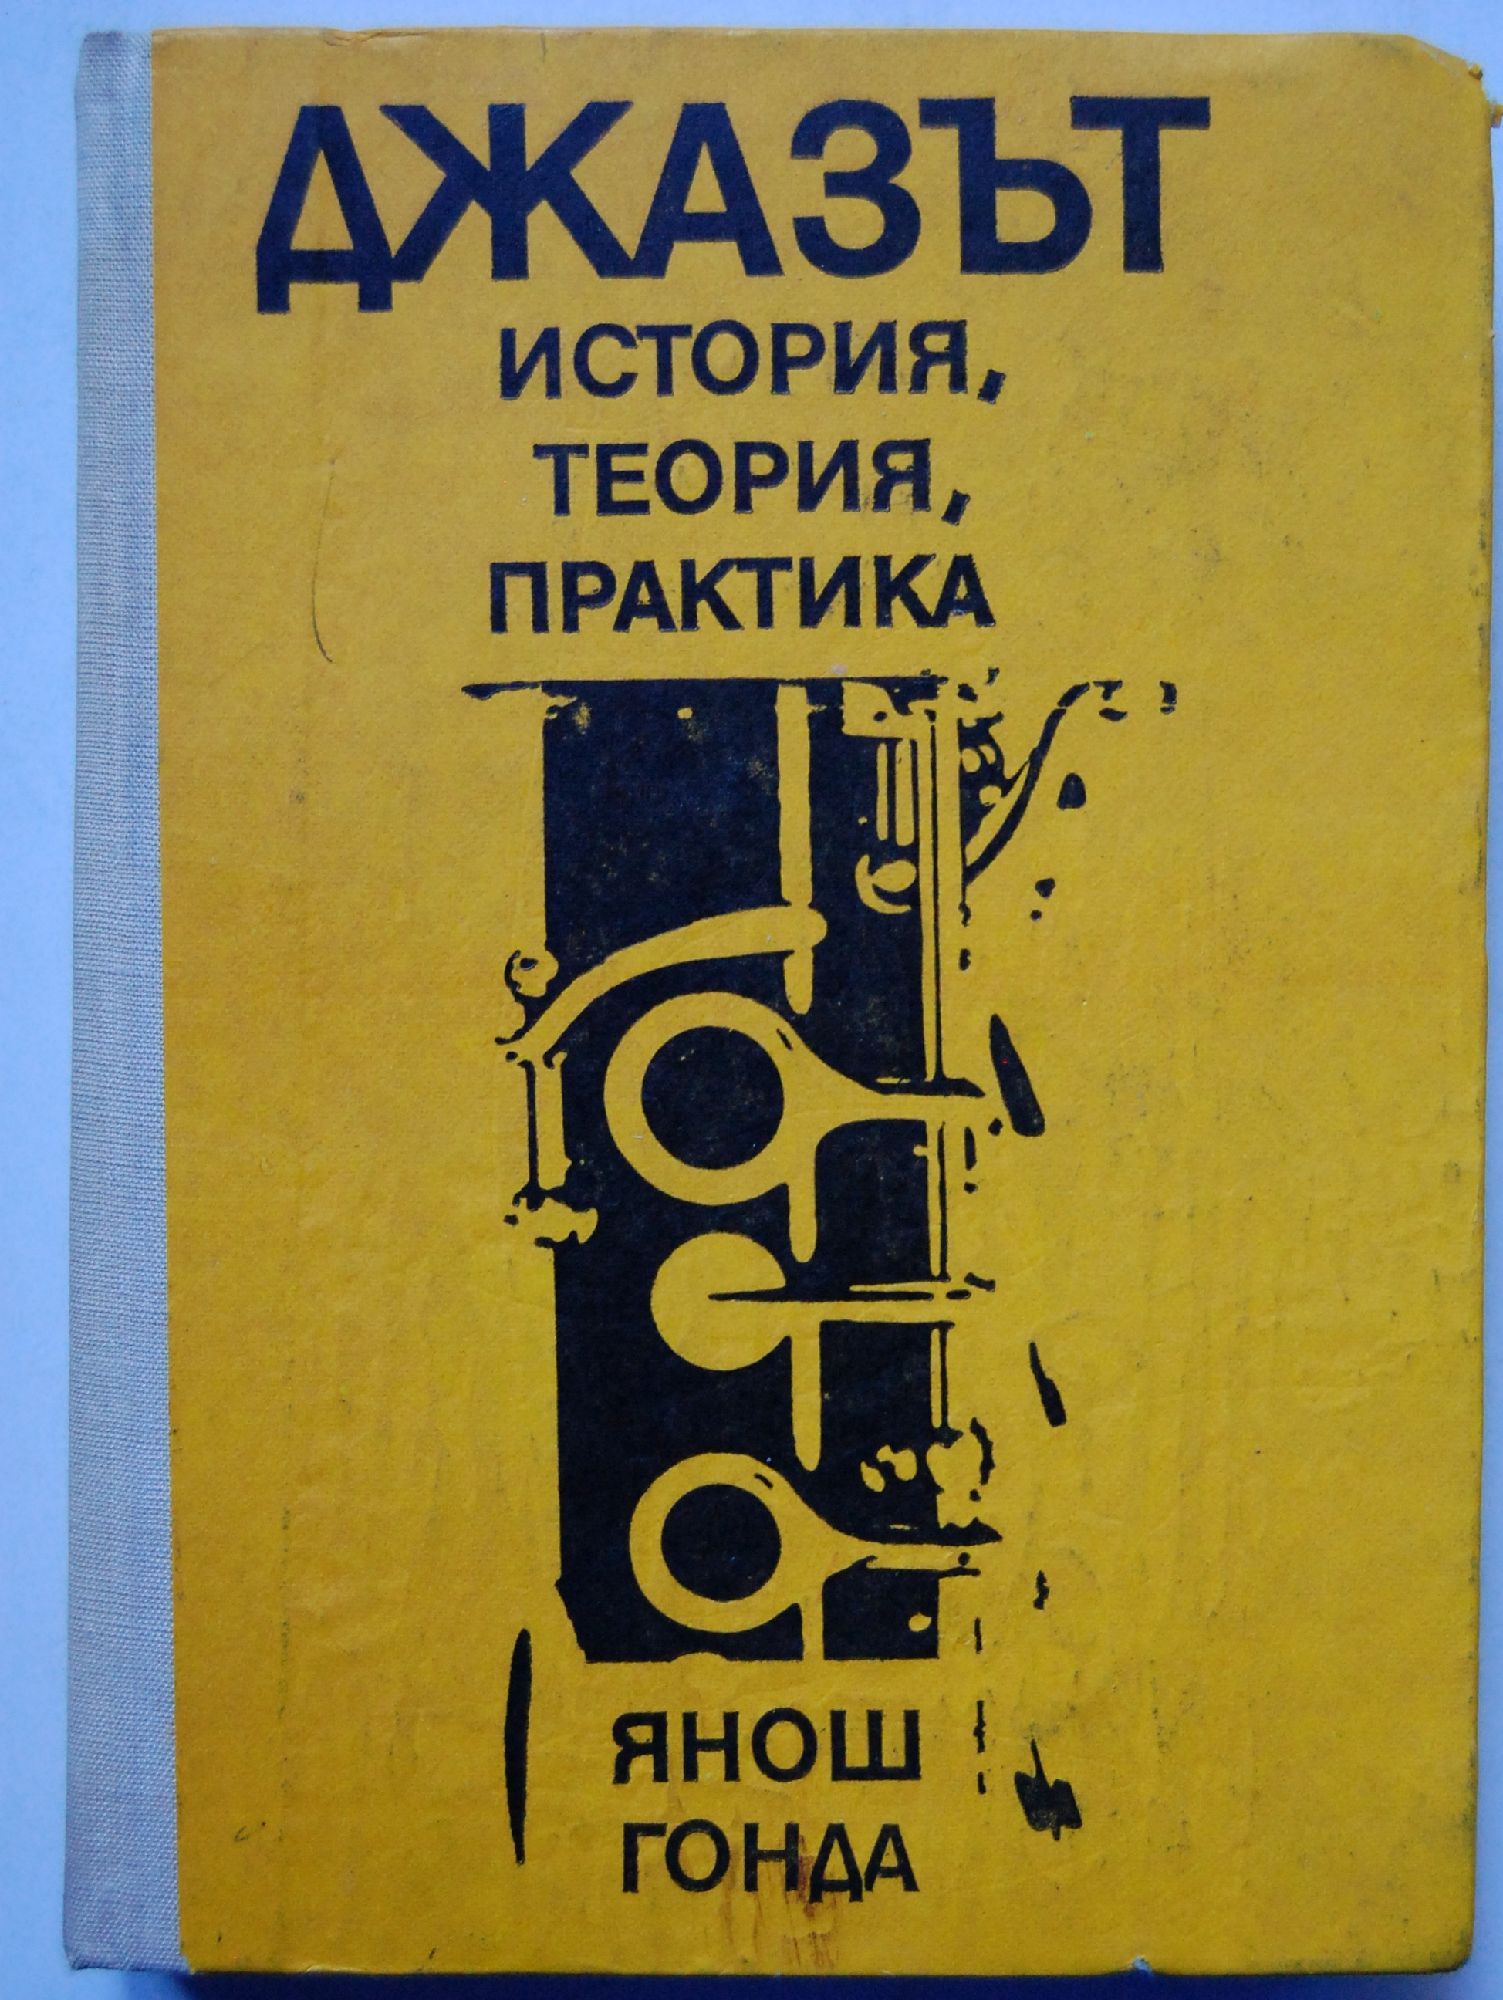 ДЖАЗЪТ
ИСТОРИЯ,
ТЕОРИЯ,
ПРАКТИКА
ЯНОШ
ГОНДА